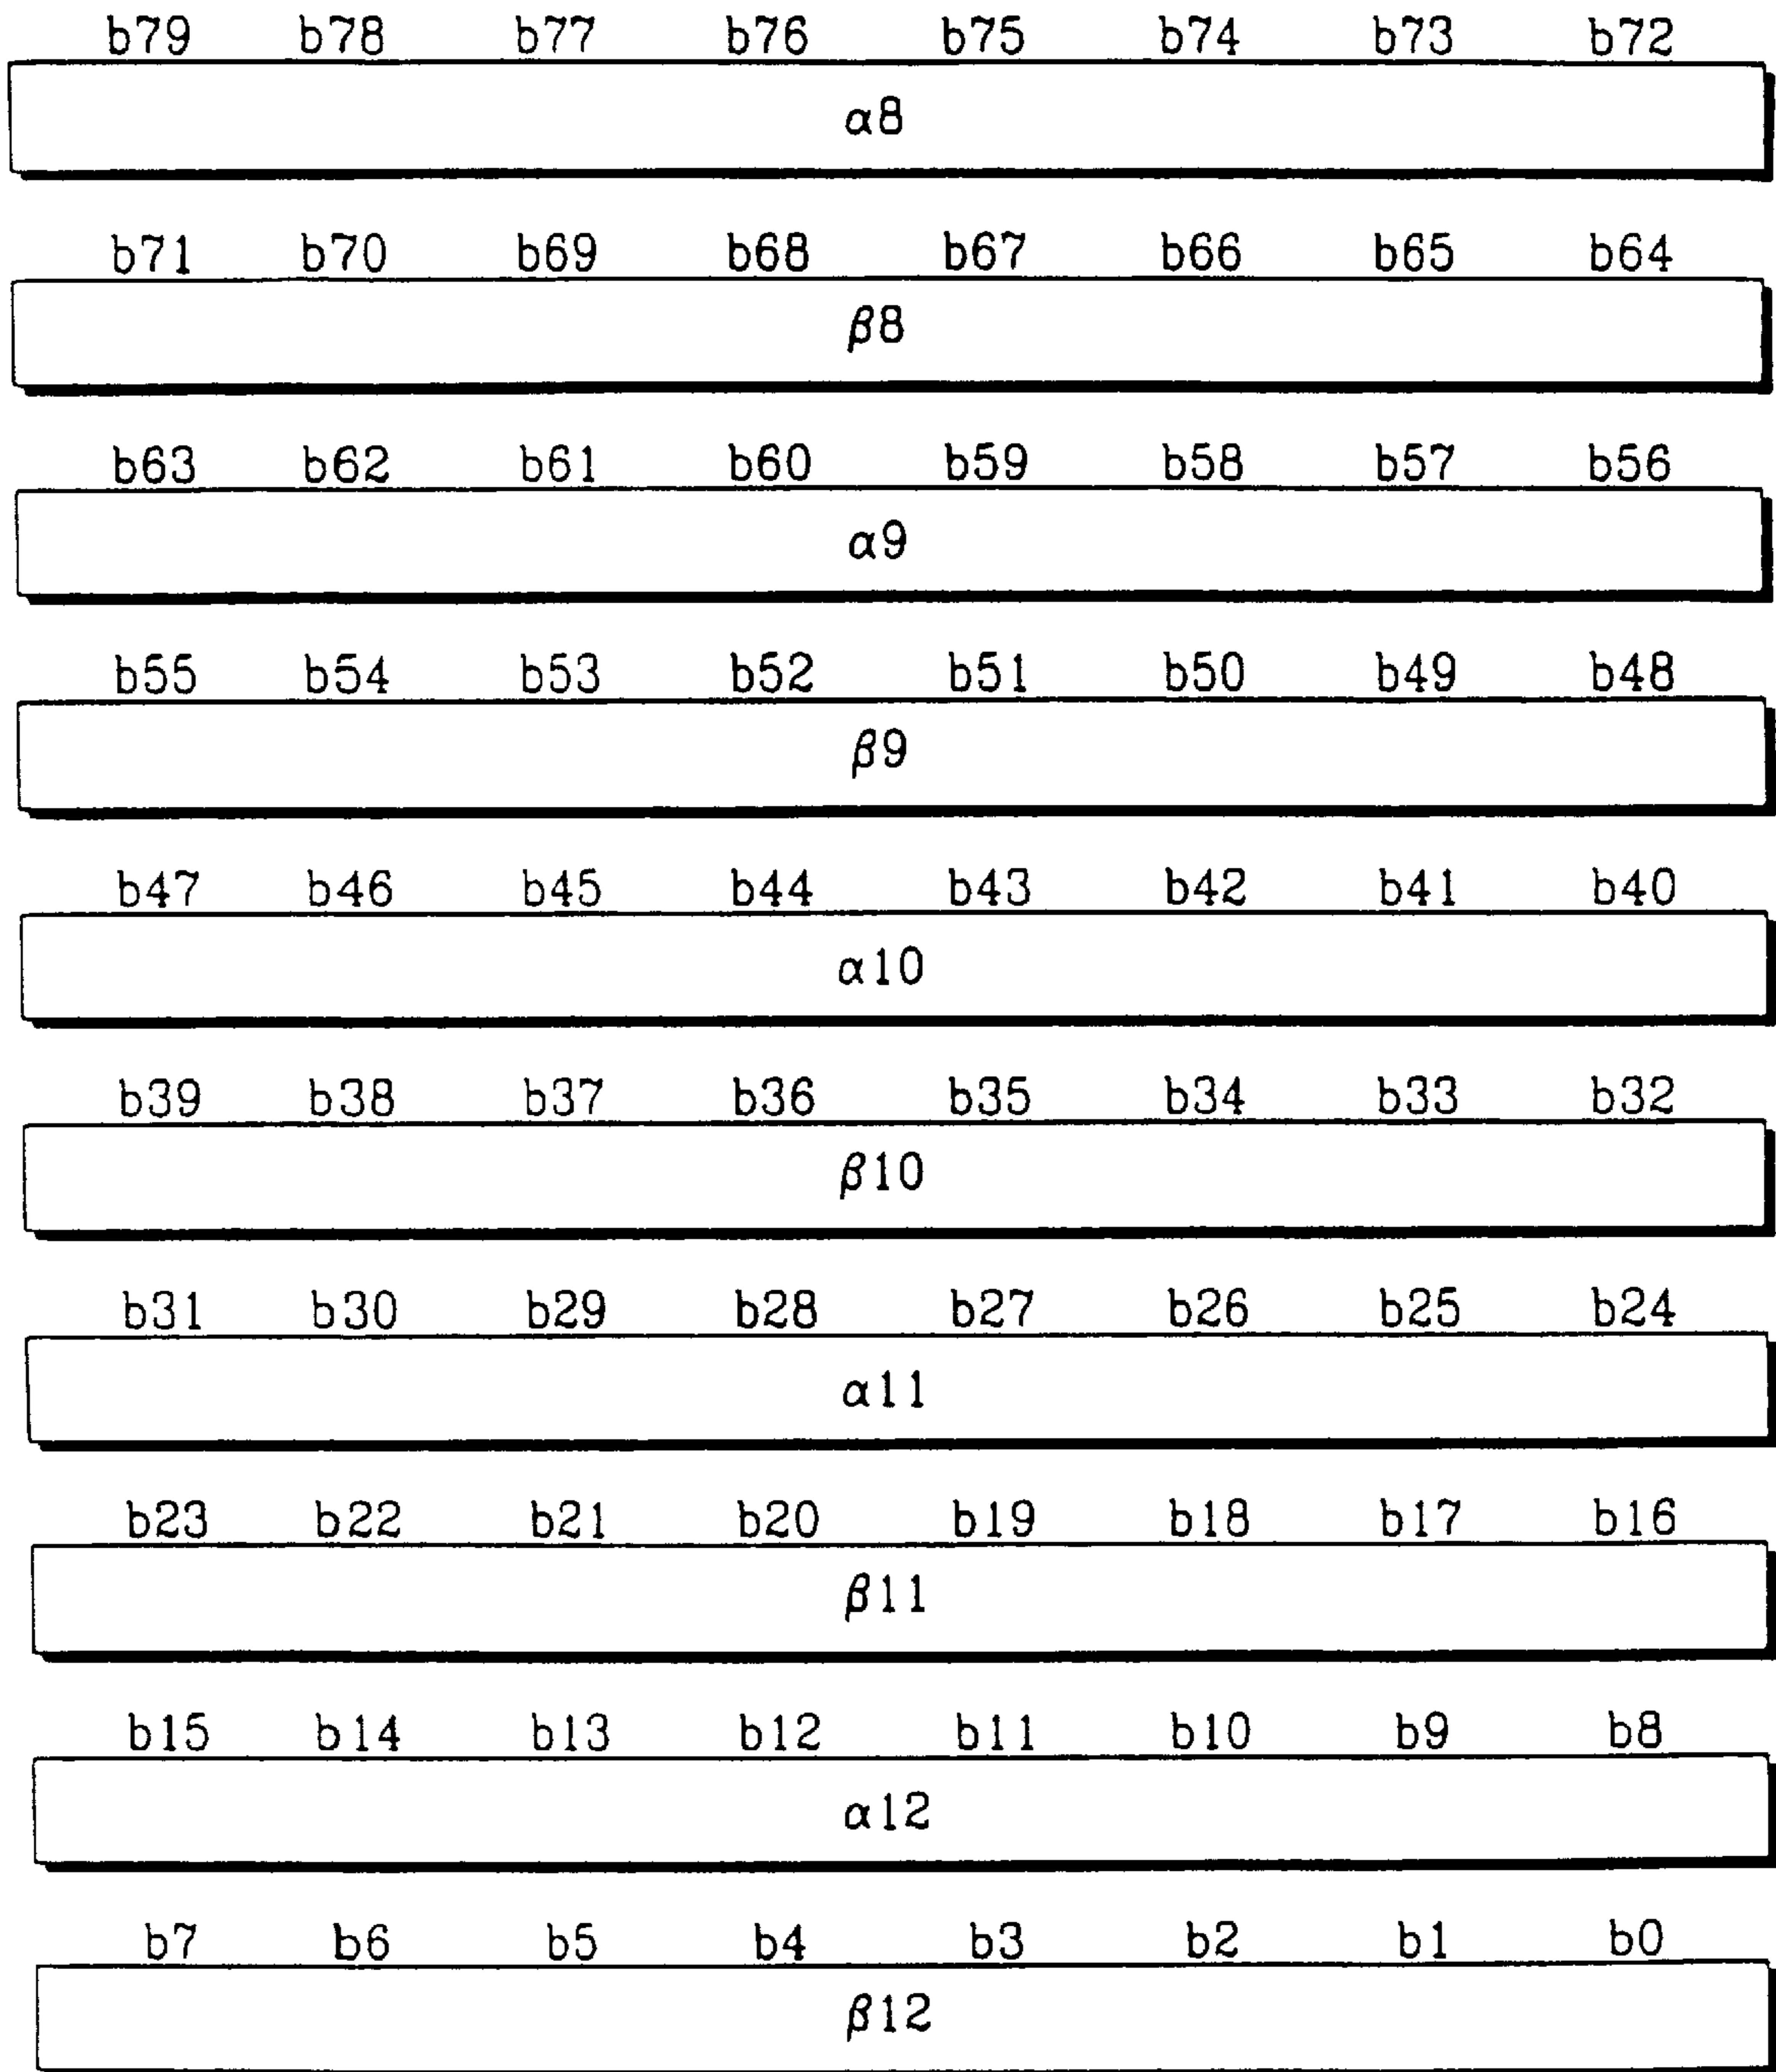 b79 b78 b77 b76 b75 b74 b73 b72
α8
b71 b70 b69 b68 b67 b66 b65 b64
β8
b63 b62 b61 b60 b59 b58 b57 b56
α9
b55 b54 b53 b52 b51 b50 b49 b48
β9
b47 b46 b45 b44 b43 b42 b41 b40
α10
b39 b38 b37 b36 b35 b34 b33 b32
β10
b31 b30 b29 b28 b27 b26 b25 b24
α11
b23 b22 b21 b20 b19 b18 b17 b16
β11
b15 b14 b13 b12 b11 b10 b9 b8
α12
b7 b6 b5 b4 b3 b2 b1 b0
β12